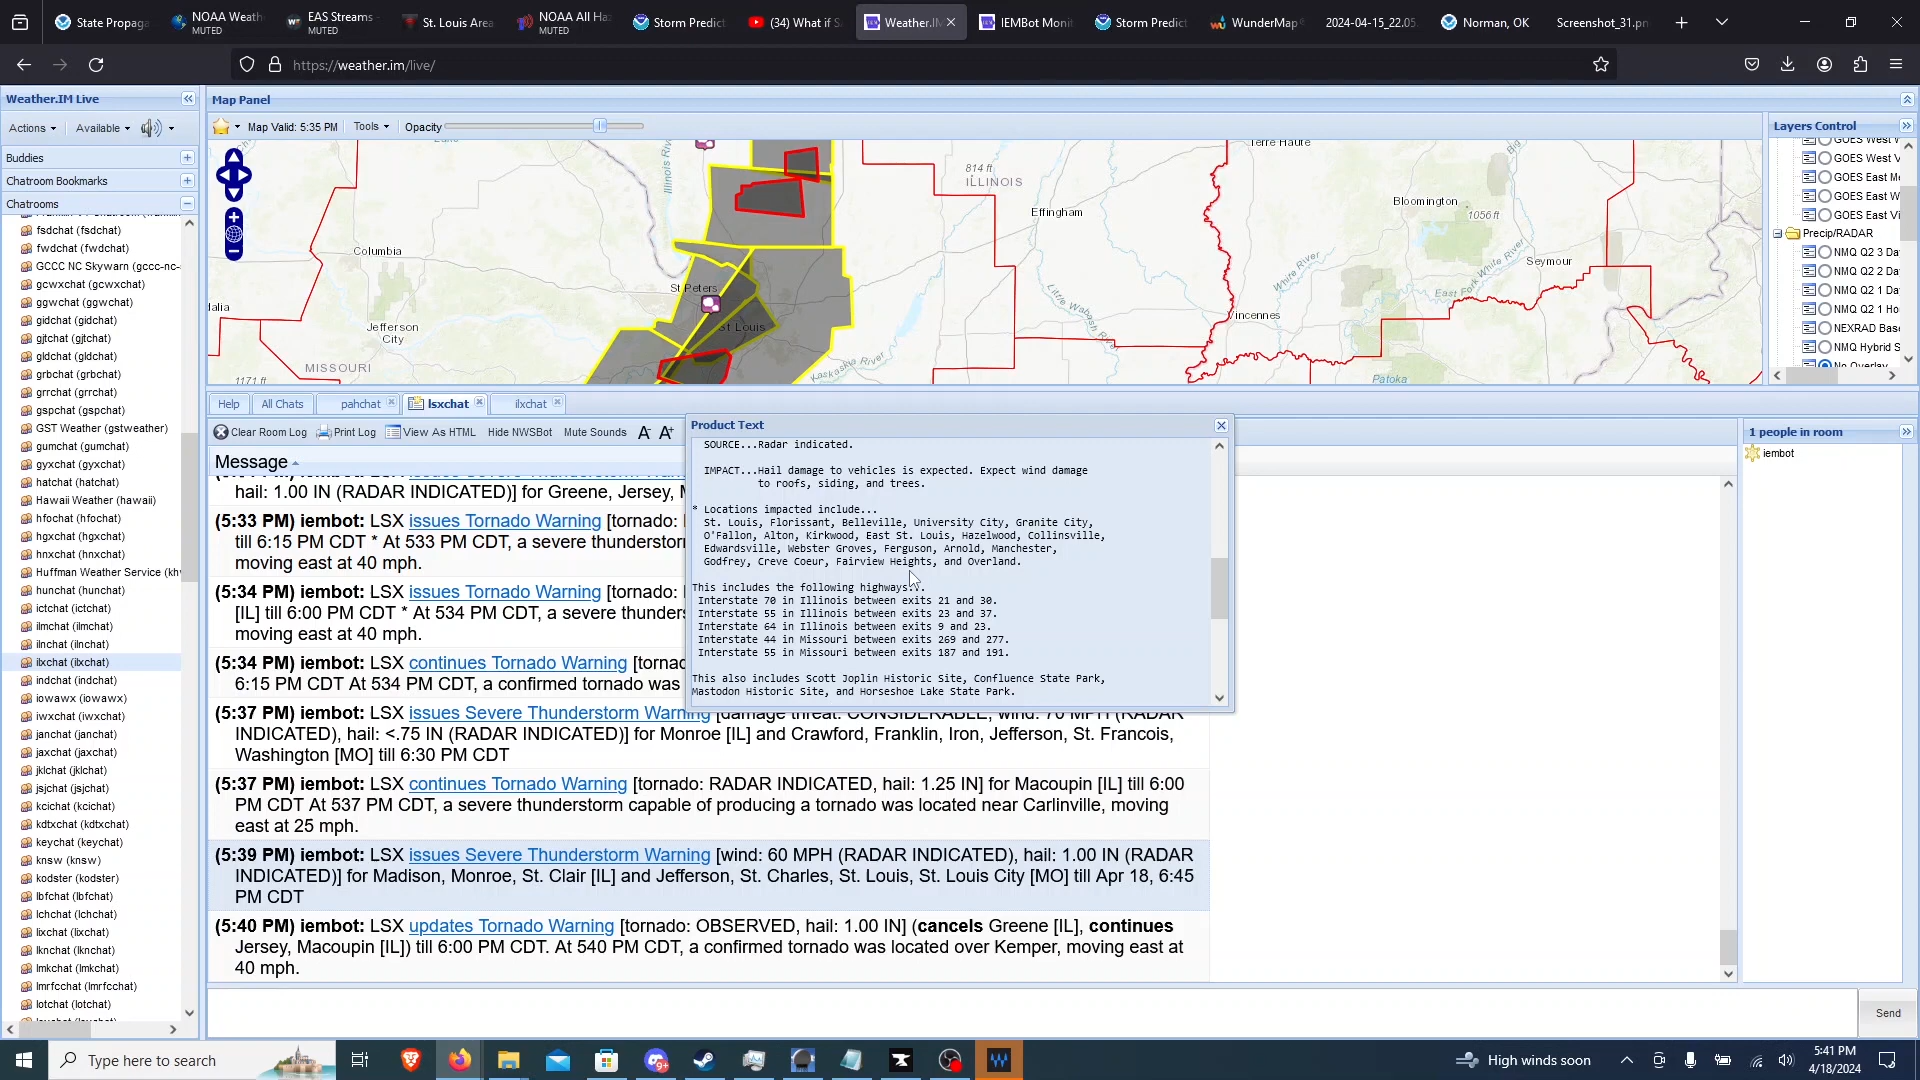 State Propaga
NOAA Weath
MUTED
EAS Streams -
MUTED
St. Louis Area
NOAA All Haz
MUTED
Storm Predict
(34) What if S
Weather.IM
IEMBot Monit
Storm Predict
WunderMap®
2024-04-15_22.05.
Norman, OK
Screenshot_31.pn
https://weather.im/live/
Weather.IM Live
Actions
Available
Buddies
Chatroom Bookmarks
Chatrooms
fsdchat (fsdchat)
fwdchat (fwdchat)
GCCC NC Skywarn (gccc-nc-
gcwxchat (gcwxchat)
ggwchat (ggwchat)
gidchat (gidchat)
gjtchat (gjtchat)
gldchat (gldchat)
grbchat (grbchat)
grrchat (grrchat)
gspchat (gspchat)
GST Weather (gstweather)
gumchat (gumchat)
gyxchat (gyxchat)
hatchat (hatchat)
Hawaii Weather (hawaii)
hfochat (hfochat)
hgxchat (hgxchat)
hnxchat (hnxchat)
Huffman Weather Service (khv
hunchat (hunchat)
ictchat (ictchat)
ilmchat (ilmchat)
ilnchat (ilnchat)
ilxchat (ilxchat)
indchat (indchat)
iowawx (iowawx)
iwxchat (iwxchat)
janchat (janchat)
jaxchat (jaxchat)
jklchat (jklchat)
jsjchat (jsjchat)
kcichat (kcichat)
kdtxchat (kdtxchat)
keychat (keychat)
knsw (knsw)
kodster (kodster)
lbfchat (lbfchat)
lchchat (lchchat)
lixchat (lixchat)
lknchat (lknchat)
lmkchat (lmkchat)
lmrfcchat (lmrfcchat)
lotchat (lotchat)
Map Panel
Map Valid: 5:35 PM
Tools
Opacity
Illinois River
Terre Haute
814 ft
ILLINOIS
Effingham
Bloomington
1056 ft
Columbia
St Peters
St Louis
Jefferson
City
MISSOURI
1171 ft
Kaskaskia River
Little Wabash River
White River
East Fork White River
Seymour
Vincennes
Patoka
Layers Control
GOES West V
GOES East M
GOES East W
GOES East Vi
Precip/RADAR
NMQ Q2 3 Da
NMQ Q2 2 Da
NMQ Q2 1 Da
NMQ Q2 1 Ho
NEXRAD Bas
NMQ Hybrid S
No Overlay
Help
All Chats
pahchat
lsxchat
ilxchat
Clear Room Log
Print Log
View As HTML
Hide NWSBot
Mute Sounds
A-
A+
Message
hail: 1.00 IN (RADAR INDICATED)] for Greene, Jersey, M
(5:33 PM) iembot: LSX issues Tornado Warning [tornado:
till 6:15 PM CDT * At 533 PM CDT, a severe thunderstorm
moving east at 40 mph.
(5:34 PM) iembot: LSX issues Tornado Warning [tornado:
[IL] till 6:00 PM CDT * At 534 PM CDT, a severe thunders
moving east at 40 mph.
(5:34 PM) iembot: LSX continues Tornado Warning [tornad
6:15 PM CDT At 534 PM CDT, a confirmed tornado was
(5:37 PM) iembot: LSX issues Severe Thunderstorm Warning [damage threat: CONSIDERABLE, wind: 70 MPH (RADAR
INDICATED), hail: <.75 IN (RADAR INDICATED)] for Monroe [IL] and Crawford, Franklin, Iron, Jefferson, St. Francois,
Washington [MO] till 6:30 PM CDT
(5:37 PM) iembot: LSX continues Tornado Warning [tornado: RADAR INDICATED, hail: 1.25 IN] for Macoupin [IL] till 6:00
PM CDT At 537 PM CDT, a severe thunderstorm capable of producing a tornado was located near Carlinville, moving
east at 25 mph.
(5:39 PM) iembot: LSX issues Severe Thunderstorm Warning [wind: 60 MPH (RADAR INDICATED), hail: 1.00 IN (RADAR
INDICATED)] for Madison, Monroe, St. Clair [IL] and Jefferson, St. Charles, St. Louis, St. Louis City [MO] till Apr 18, 6:45
PM CDT
(5:40 PM) iembot: LSX updates Tornado Warning [tornado: OBSERVED, hail: 1.00 IN] (cancels Greene [IL], continues
Jersey, Macoupin [IL]) till 6:00 PM CDT. At 540 PM CDT, a confirmed tornado was located over Kemper, moving east at
40 mph.
Product Text
SOURCE...Radar indicated.
IMPACT...Hail damage to vehicles is expected. Expect wind damage
to roofs, siding, and trees.
* Locations impacted include...
St. Louis, Florissant, Belleville, University City, Granite City,
O'Fallon, Alton, Kirkwood, East St. Louis, Hazelwood, Collinsville,
Edwardsville, Webster Groves, Ferguson, Arnold, Manchester,
Godfrey, Creve Coeur, Fairview Heights, and Overland.
This includes the following highways...
Interstate 70 in Illinois between exits 21 and 30.
Interstate 55 in Illinois between exits 23 and 37.
Interstate 64 in Illinois between exits 9 and 23.
Interstate 44 in Missouri between exits 269 and 277.
Interstate 55 in Missouri between exits 187 and 191.
This also includes Scott Joplin Historic Site, Confluence State Park,
Mastodon Historic Site, and Horseshoe Lake State Park.
1 people in room
iembot
Send
Type here to search
High winds soon
5:41 PM
4/18/2024